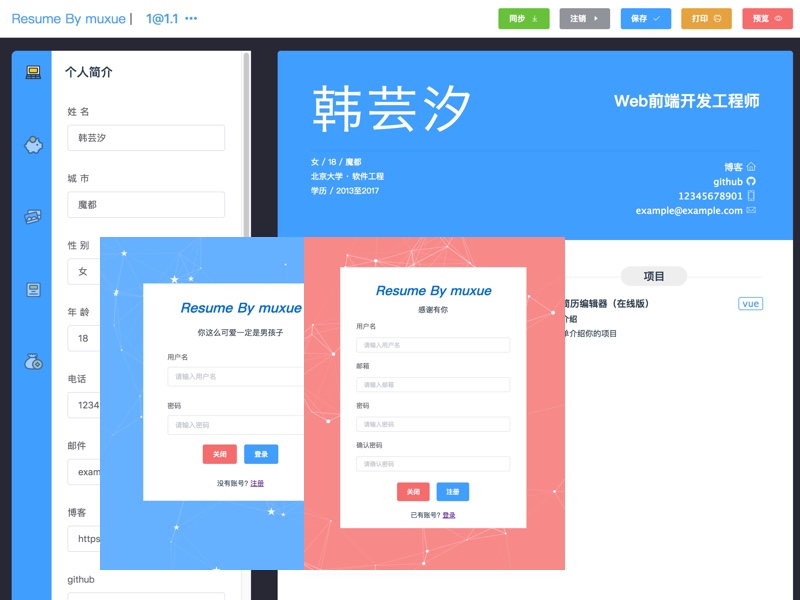 Resume By muxue | 1@1.1 •••
同步 注销 保存 打印 预览
个人简介
姓 名
韩芸汐
城 市
魔都
性 别
女
年 龄
18
电话
1234
邮件
exam
博客
https
github
韩芸汐
Web前端开发工程师
女 / 18 / 魔都
北京大学 - 软件工程
学历 / 2013至2017
博客
github
12345678901
example@example.com
项目
简历编辑器（在线版）
vue
介绍
单介绍你的项目
Resume By muxue
你这么可爱一定是男孩子
用户名
请输入用户名
密码
请输入密码
关闭 登录
没有账号? 注册
Resume By muxue
感谢有你
用户名
请输入用户名
邮箱
请输入邮箱
密码
请输入密码
确认密码
请输入密码
关闭 注册
已有账号? 登录